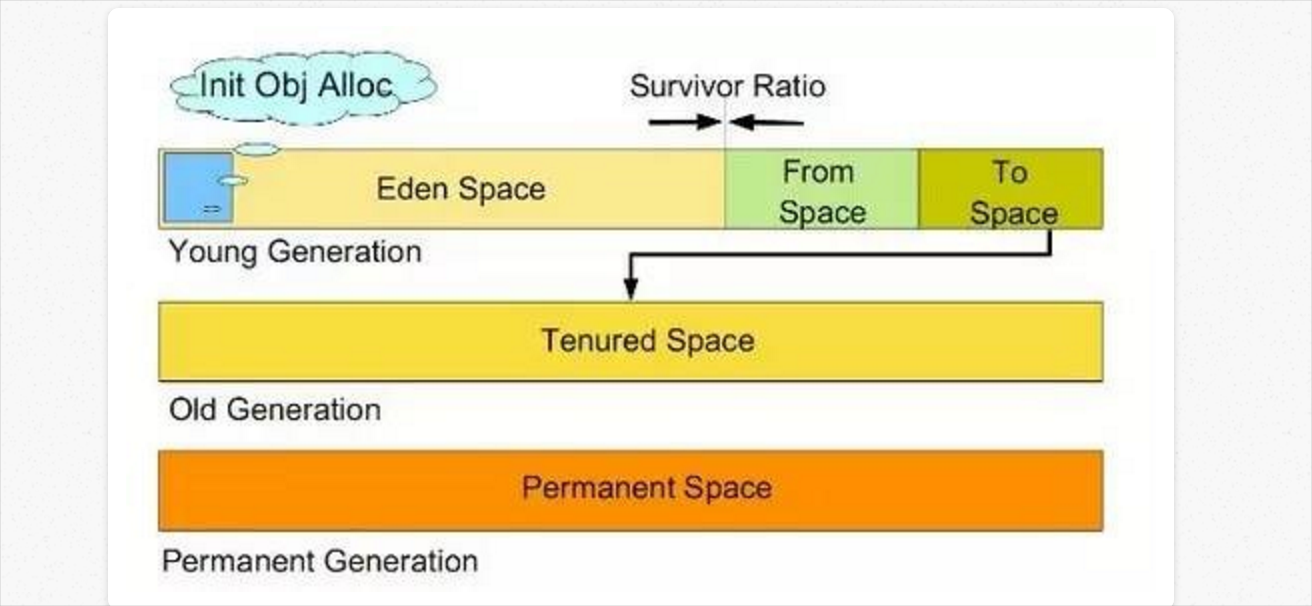 Init Obj Alloc
Survivor Ratio
Eden Space
From
Space
To
Space
Young Generation
Tenured Space
Old Generation
Permanent Space
Permanent Generation